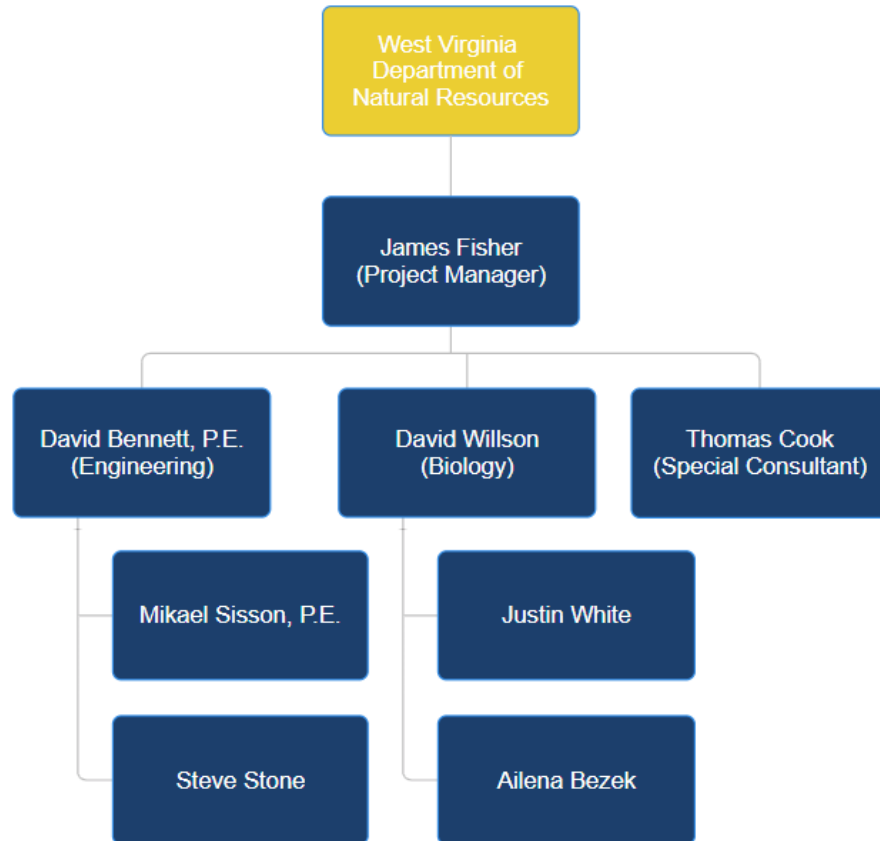 West Virginia
Department of
Natural Resources
James Fisher
(Project Manager)
David Bennett, P.E.
(Engineering)
David Willson
(Biology)
Thomas Cook
(Special Consultant)
Mikael Sisson, P.E.
Justin White
Steve Stone
Ailena Bezek